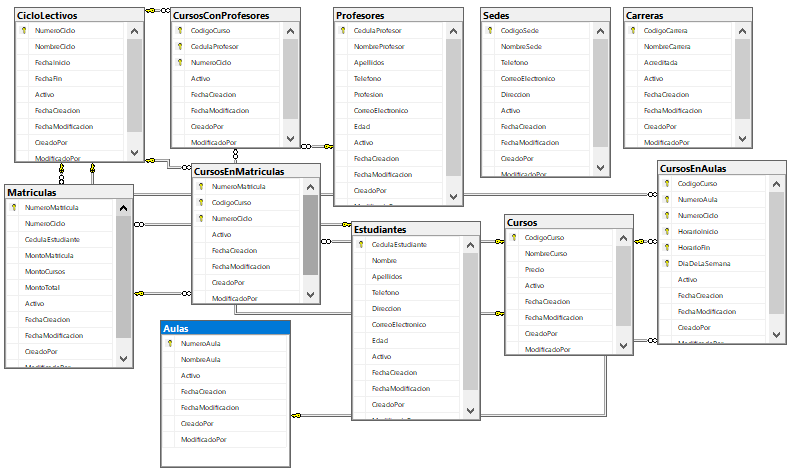 CicloLectivos
NumeroCiclo
NombreCiclo
FechaInicio
FechaFin
Activo
FechaCreacion
FechaModificacion
CreadoPor
ModificadoPor
CursosConProfesores
CodigoCurso
CedulaProfesor
NumeroCiclo
Activo
FechaCreacion
FechaModificacion
CreadoPor
ModificadoPor
Profesores
CedulaProfesor
NombreProfesor
Apellidos
Telefono
Profesion
CorreoElectronico
Edad
Activo
FechaCreacion
FechaModificacion
CreadoPor
Sedes
CodigoSede
NombreSede
Telefono
CorreoElectronico
Direccion
Activo
FechaCreacion
FechaModificacion
CreadoPor
ModificadoPor
Carreras
CodigoCarrera
NombreCarrera
Acreditada
Activo
FechaCreacion
FechaModificacion
CreadoPor
ModificadoPor
Matriculas
NumeroMatricula
NumeroCiclo
CedulaEstudiante
MontoMatricula
MontoCursos
MontoTotal
Activo
FechaCreacion
FechaModificacion
CreadoPor
CursosEnMatriculas
NumeroMatricula
CodigoCurso
NumeroCiclo
Activo
FechaCreacion
FechaModificacion
CreadoPor
ModificadoPor
Estudiantes
CedulaEstudiante
Nombre
Apellidos
Telefono
Direccion
CorreoElectronico
Edad
Activo
FechaCreacion
FechaModificacion
CreadoPor
Cursos
CodigoCurso
NombreCurso
Precio
Activo
FechaCreacion
FechaModificacion
CreadoPor
ModificadoPor
CursosEnAulas
CodigoCurso
NumeroAula
NumeroCiclo
HorarioInicio
HorarioFin
DiaDeLaSemana
Activo
FechaCreacion
FechaModificacion
CreadoPor
Aulas
NumeroAula
NombreAula
Activo
FechaCreacion
FechaModificacion
CreadoPor
ModificadoPor